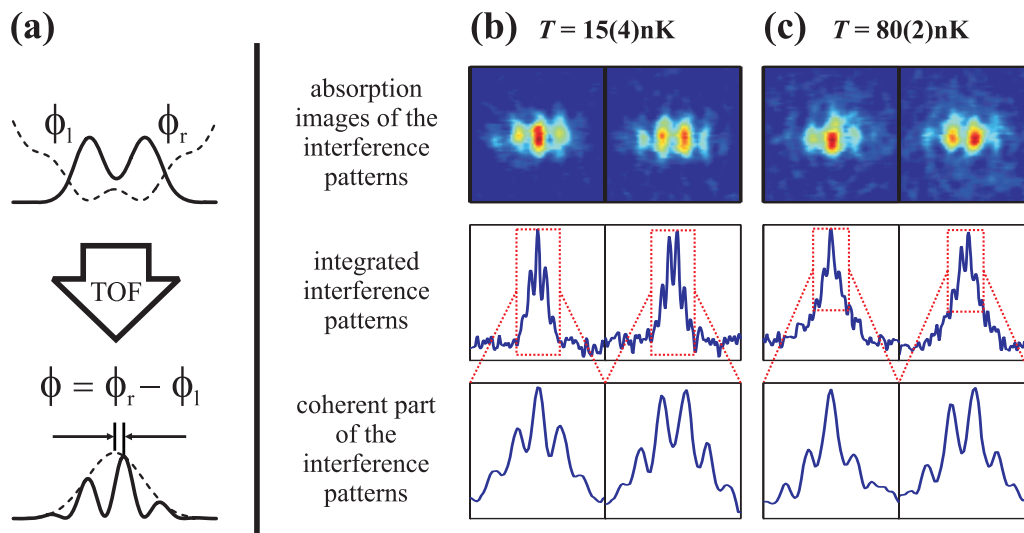 (a)
ϕl
ϕr
TOF
ϕ = ϕr − ϕl
absorption
images of the
interference
patterns
integrated
interference
patterns
coherent part
of the
interference
patterns
(b) T = 15(4)nK
(c) T = 80(2)nK